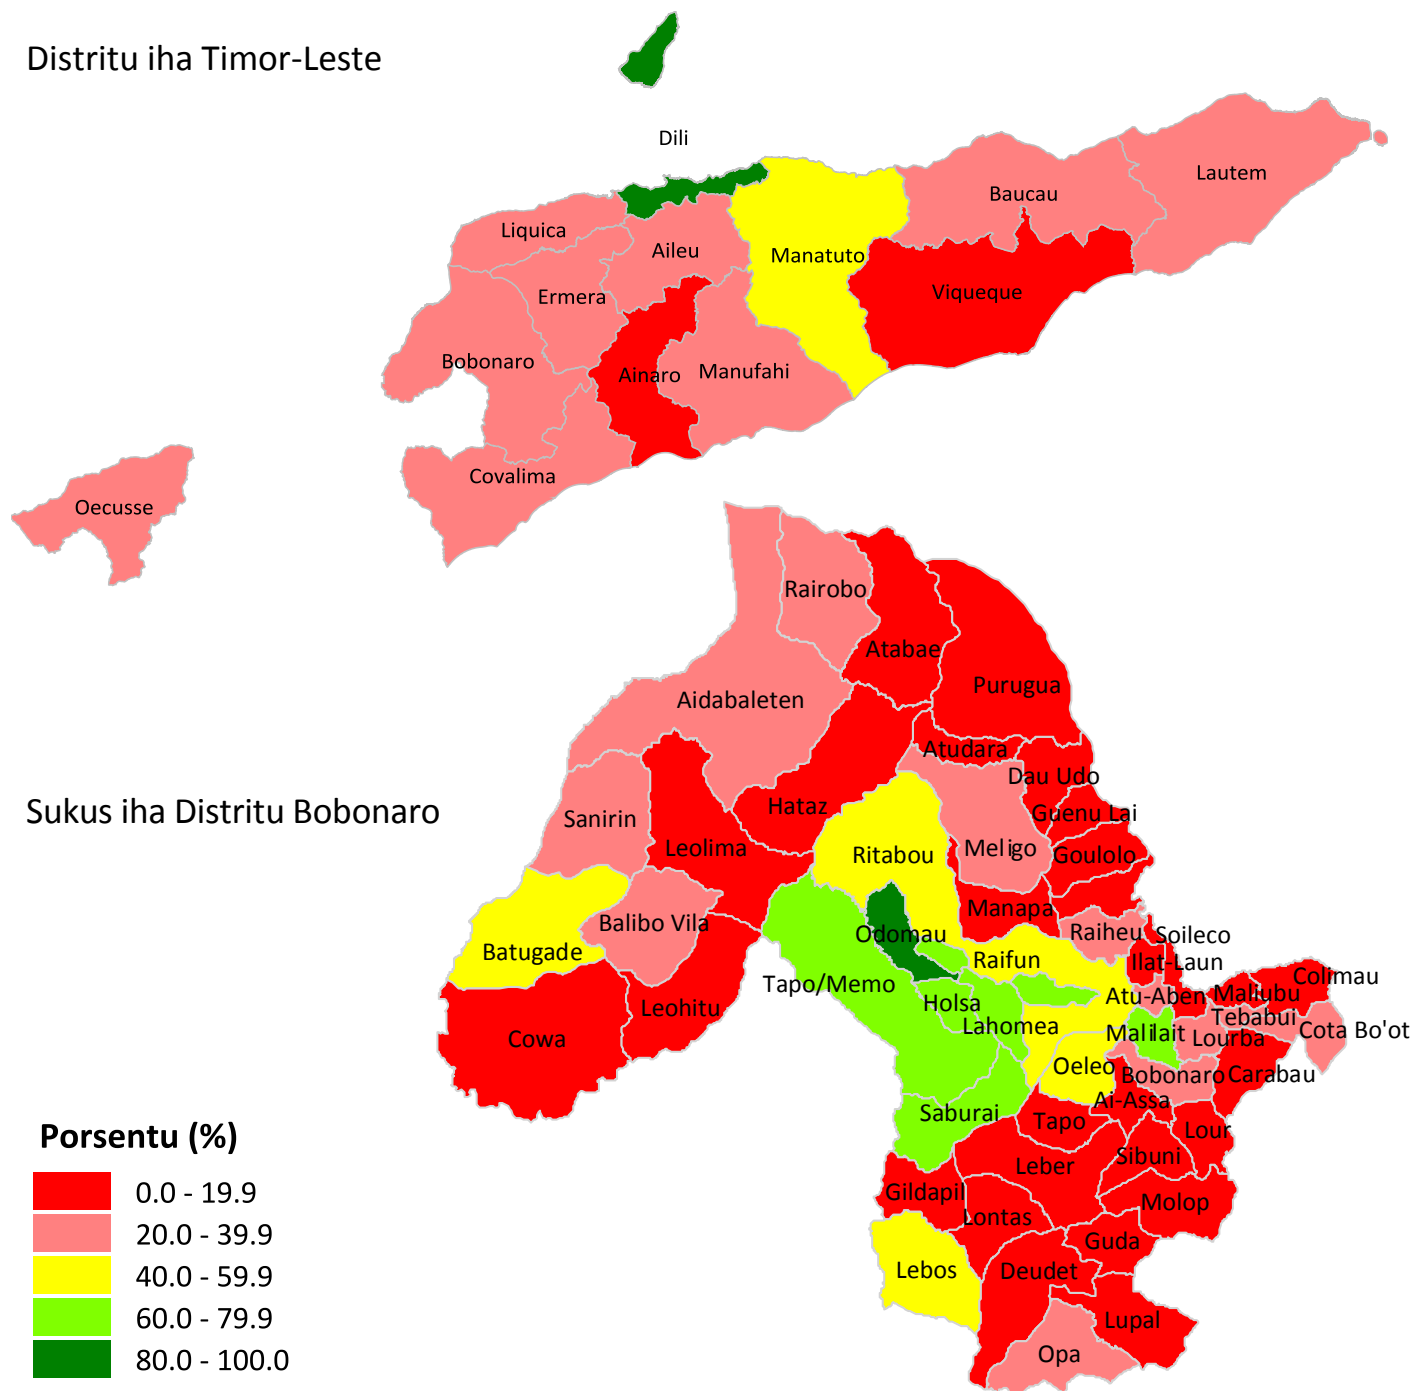 Distritu iha Timor-Leste
Dili
Lautem
Baucau
Liquica
Aileu
Manatuto
Viqueque
Ermera
Bobonaro
Ainaro
Manufahi
Covalima
Oecusse
Rairobo
Atabae
Purugua
Aidabaleten
Atudara
Dau Udo
Sukus iha Distritu Bobonaro
Hataz
Guenu Lai
Sanirin
Leolima
Ritabou
Meligo
Goulolo
Manapa
Balibo Vila
Odomau
Raiheu
Soileco
Batugade
Raifun
Ilat-Laun
Colimau
Tapo/Memo
Atu-Aben
Mallubu
Leohitu
Holsa
Lahomea
Tebabui
Cowa
Malilait
Lourba
Cota Bo'ot
Oeleo
Bobonaro
Carabau
Ai-Assa
Saburai
Tapo
Lour
Porsentu (%)
Leber
Sibuni
0.0 - 19.9
Gildapil
Molop
Lontas
20.0 - 39.9
Guda
40.0 - 59.9
Lebos
Deudet
60.0 - 79.9
Lupal
80.0 - 100.0
Opa